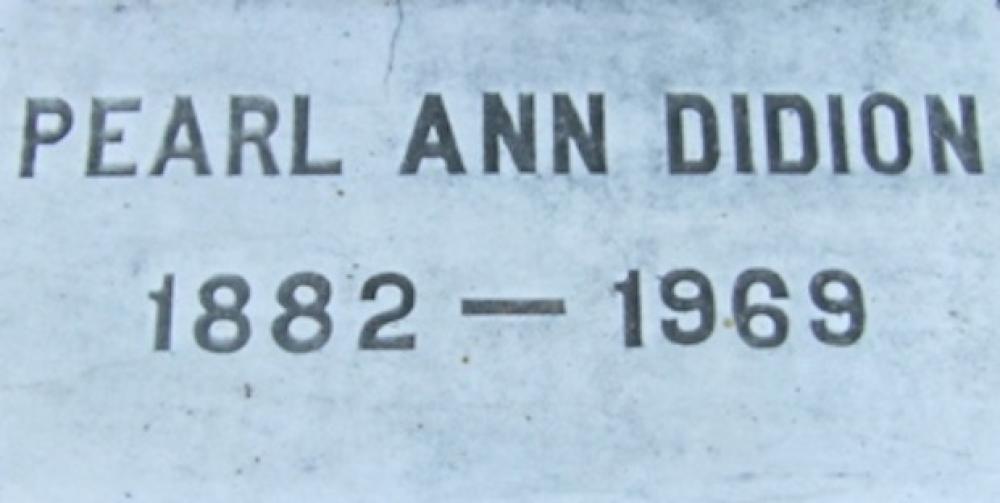 PEARL ANN DIDION
1882 — 1969